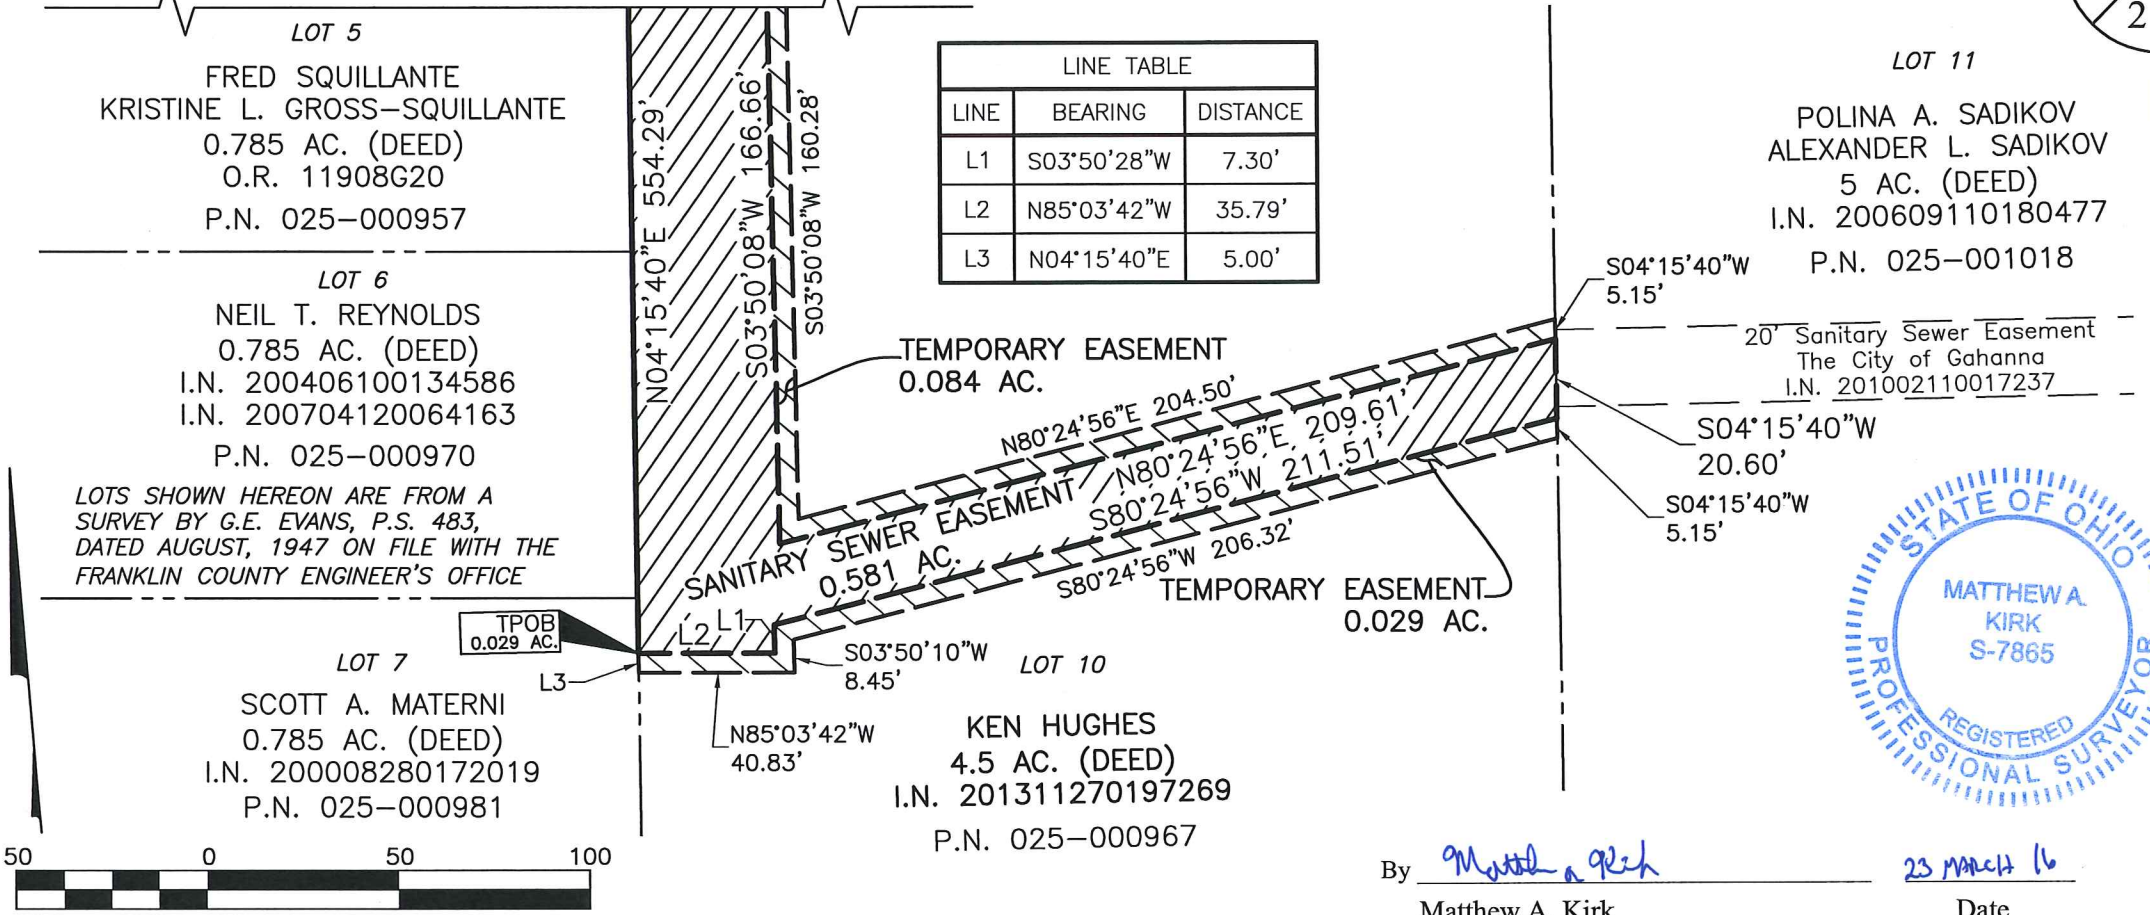 LOT 5
FRED SQUILLANTE
KRISTINE L. GROSS-SQUILLANTE
0.785 AC. (DEED)
O.R. 11908G20
P.N. 025-000957
LOT 6
NEIL T. REYNOLDS
0.785 AC. (DEED)
I.N. 200406100134586
I.N. 200704120064163
P.N. 025-000970
LOTS SHOWN HEREON ARE FROM A
SURVEY BY G.E. EVANS, P.S. 483,
DATED AUGUST, 1947 ON FILE WITH THE
FRANKLIN COUNTY ENGINEER'S OFFICE
TPOB
0.029 AC.
LOT 7
SCOTT A. MATERNI
0.785 AC. (DEED)
I.N. 200008280172019
P.N. 025-000981
50 0 50 100
N04°15'40"E 554.29'
S03°50'08"W 166.66'
S03°50'08"W 160.28'
LINE TABLE
LINE BEARING DISTANCE
L1 S03°50'28"W 7.30'
L2 N85°03'42"W 35.79'
L3 N04°15'40"E 5.00'
TEMPORARY EASEMENT
0.084 AC.
N80°24'56"E 204.50'
N80°24'56"E 209.61'
S80°24'56"W 211.51'
S80°24'56"W 206.32'
SANITARY SEWER EASEMENT
0.581 AC.
TEMPORARY EASEMENT
0.029 AC.
L2 L1
L3
S03°50'10"W
8.45'
N85°03'42"W
40.83'
LOT 10
KEN HUGHES
4.5 AC. (DEED)
I.N. 201311270197269
P.N. 025-000967
2
LOT 11
POLINA A. SADIKOV
ALEXANDER L. SADIKOV
5 AC. (DEED)
I.N. 200609110180477
P.N. 025-001018
S04°15'40"W
5.15'
20' Sanitary Sewer Easement
The City of Gahanna
I.N. 201002110017237
S04°15'40"W
20.60'
S04°15'40"W
5.15'
STATE OF OHIO
MATTHEW A.
KIRK
S-7865
REGISTERED
PROFESSIONAL SURVEYOR
By Matthew A Kirk 23 MARCH 16
Matthew A. Kirk Date